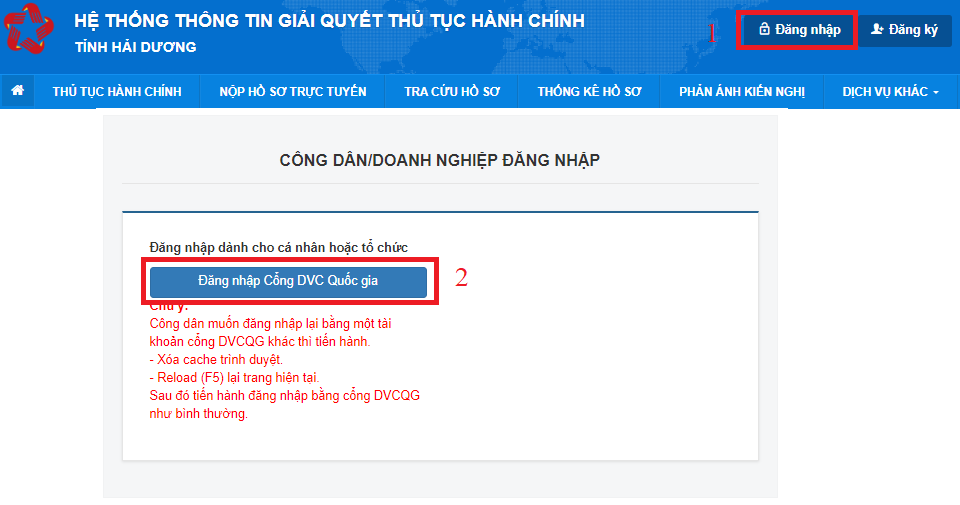 HỆ THỐNG THÔNG TIN GIẢI QUYẾT THỦ TỤC HÀNH CHÍNH
TỈNH HẢI DƯƠNG
1
Đăng nhập
Đăng ký
THỦ TỤC HÀNH CHÍNH
NỘP HỒ SƠ TRỰC TUYẾN
TRA CỨU HỒ SƠ
THỐNG KÊ HỒ SƠ
PHẢN ÁNH KIẾN NGHỊ
DỊCH VỤ KHÁC
CÔNG DÂN/DOANH NGHIỆP ĐĂNG NHẬP
Đăng nhập dành cho cá nhân hoặc tổ chức
Đăng nhập Cổng DVC Quốc gia
2
Chú ý:
Công dân muốn đăng nhập lại bằng một tài
khoản cổng DVCQG khác thì tiến hành.
- Xóa cache trình duyệt.
- Reload (F5) lại trang hiện tại.
Sau đó tiến hành đăng nhập bằng cổng DVCQG
như bình thường.